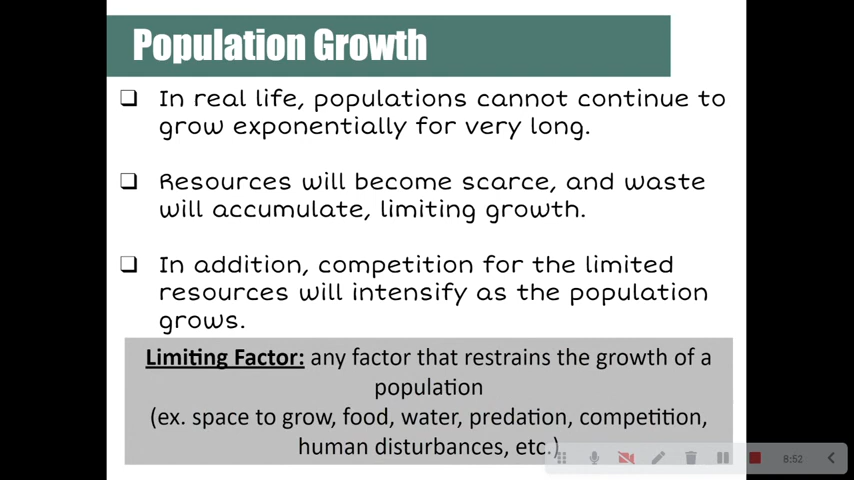 Population Growth
In real life, populations cannot continue to
grow exponentially for very long.
Resources will become scarce, and waste
will accumulate, limiting growth.
In addition, competition for the limited
resources will intensify as the population
grows.
Limiting Factor: any factor that restrains the growth of a
population
(ex. space to grow, food, water, predation, competition,
human disturbances, etc.)
8:52